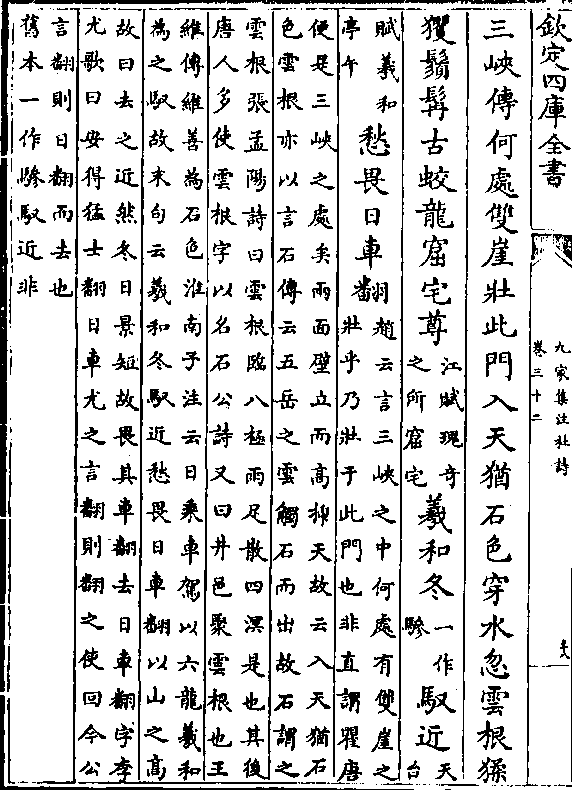 欽定四庫全書
九家集注杜詩
卷三十二
三峽傳何處雙崖壯此門入天猶石色穿水忽雲根猱
玃鬚髯古蛟龍窟宅尊江賦瑰奇之所窟宅羲和冬一作驂馭近天台
賦羲和亭午愁畏日車翻趙云言三峽之中何處有雙崖之
壯乎乃壯于此門也非直謂瞿唐
便是三峽之處矣兩面壁立而高抑天故云入天猶石
色雲根亦以言石傳云五岳之雲觸石而出故石謂之
雲根張孟陽詩曰雲根臨八極雨足散四溟是也其後
唐人多使雲根字以名石公詩又曰井邑聚雲根也王
維傳維善為石色淮南子注云日乘車駕以六龍羲和
為之馭故末句云羲和冬馭近愁畏日車翻以山之高
故曰去之近然冬日景短故畏其車翻去日車翻字李
尤歌曰安得猛士翻日車尤之言翻則翻之使回今公
言翻則日翻而去也
舊本一作驂馭近非